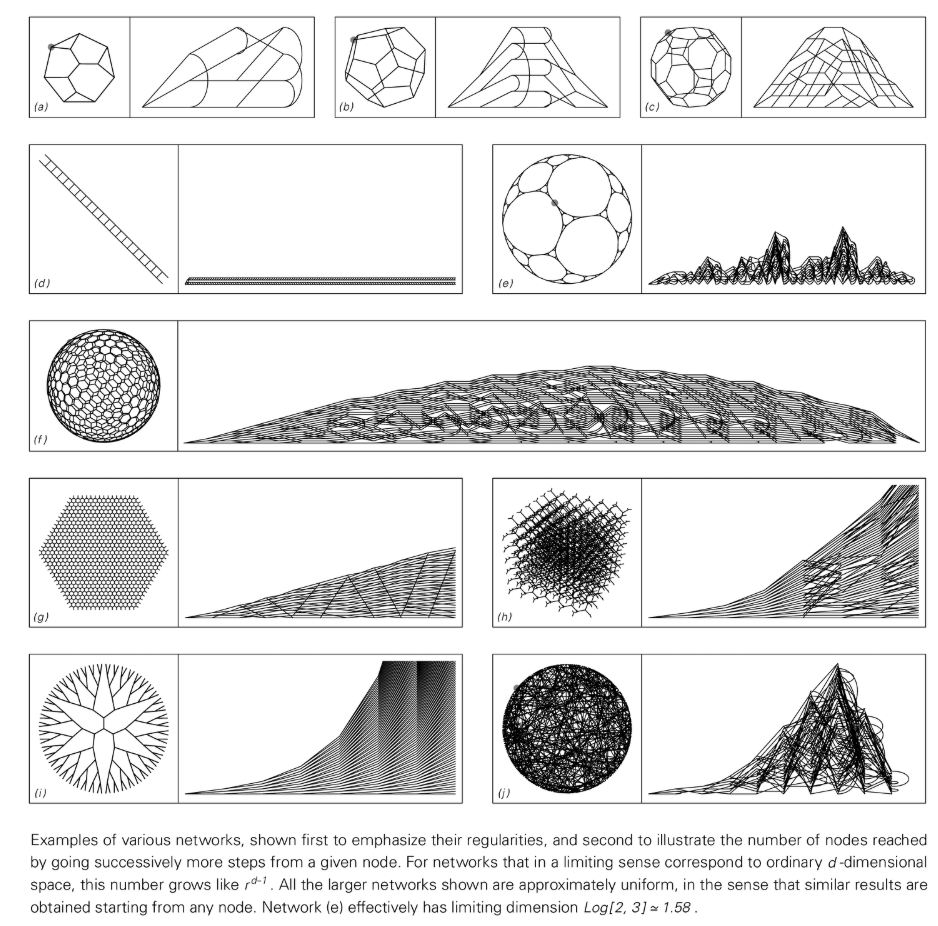 (a)
(b)
(c)
(d)
(e)
(f)
(g)
(h)
(i)
(j)
Examples of various networks, shown first to emphasize their regularities, and second to illustrate the number of nodes reached
by going successively more steps from a given node. For networks that in a limiting sense correspond to ordinary d-dimensional
space, this number grows like r^{d-1}. All the larger networks shown are approximately uniform, in the sense that similar results are
obtained starting from any node. Network (e) effectively has limiting dimension Log[2, 3] ≃ 1.58 .